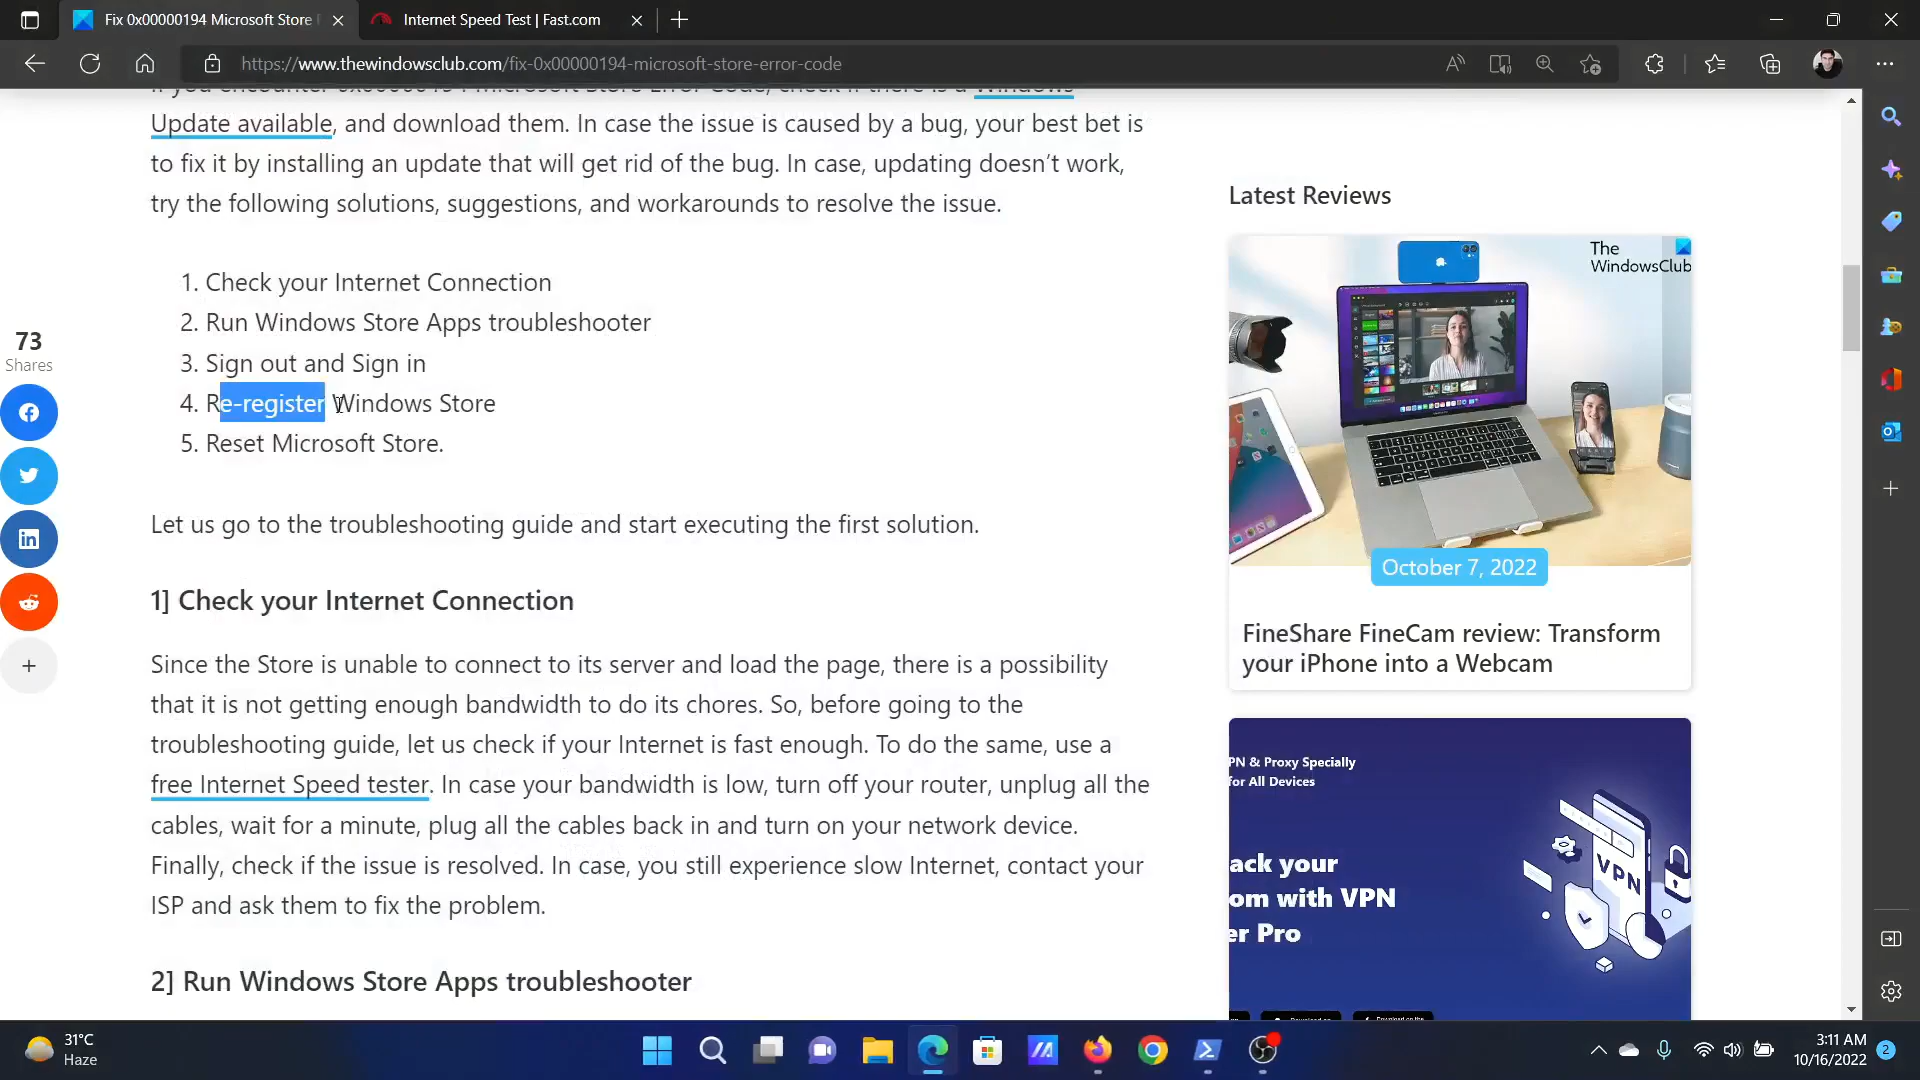 Fix 0x00000194 Microsoft Store
Internet Speed Test | Fast.com
https://www.thewindowsclub.com/fix-0x00000194-microsoft-store-error-code
Update available, and download them. In case the issue is caused by a bug, your best bet is
to fix it by installing an update that will get rid of the bug. In case, updating doesn’t work,
try the following solutions, suggestions, and workarounds to resolve the issue.
1. Check your Internet Connection
2. Run Windows Store Apps troubleshooter
3. Sign out and Sign in
4. Re-register Windows Store
5. Reset Microsoft Store.
Let us go to the troubleshooting guide and start executing the first solution.
1] Check your Internet Connection
Since the Store is unable to connect to its server and load the page, there is a possibility
that it is not getting enough bandwidth to do its chores. So, before going to the
troubleshooting guide, let us check if your Internet is fast enough. To do the same, use a
free Internet Speed tester. In case your bandwidth is low, turn off your router, unplug all the
cables, wait for a minute, plug all the cables back in and turn on your network device.
Finally, check if the issue is resolved. In case, you still experience slow Internet, contact your
ISP and ask them to fix the problem.
2] Run Windows Store Apps troubleshooter
73
Shares
Latest Reviews
The
WindowsClub
October 7, 2022
FineShare FineCam review: Transform
your iPhone into a Webcam
PN & Proxy Specially
for All Devices
VPN
ack your
om with VPN
er Pro
31°C
Haze
3:11 AM
10/16/2022
2